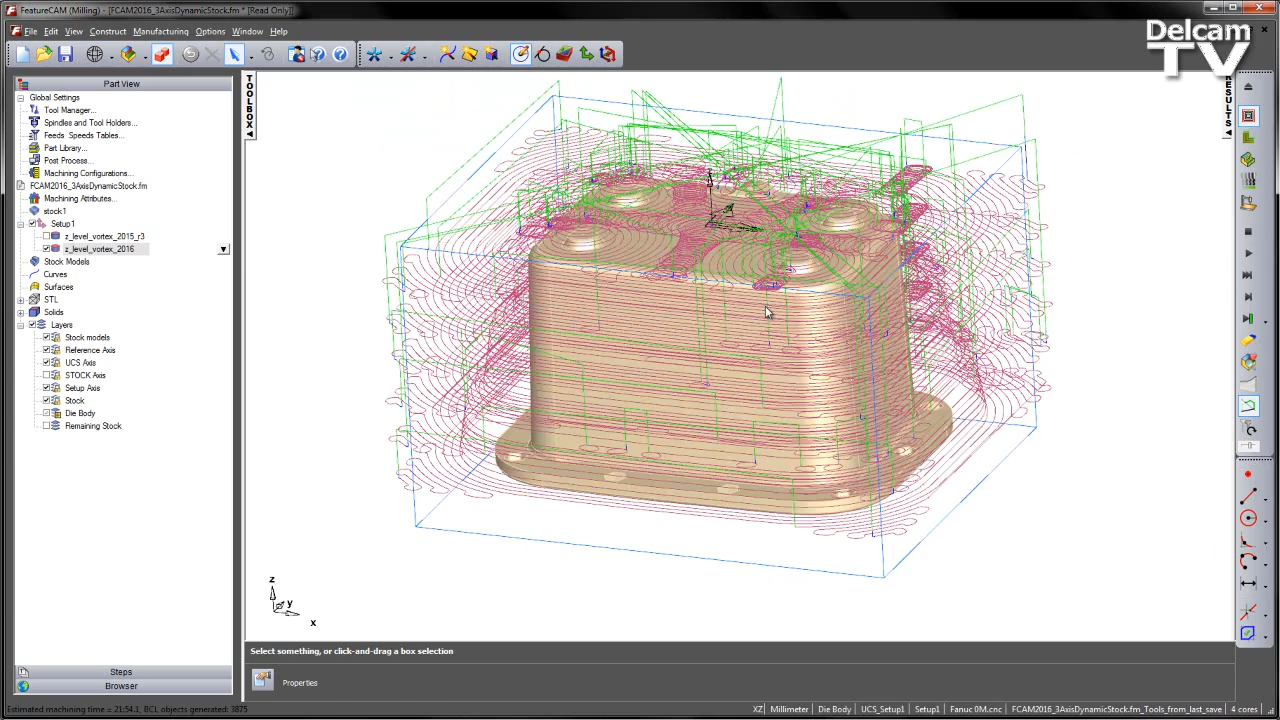 FeatureCAM (Milling) - [FCAM2016_3AxisDynamicStock.fm * [Read Only]]
File Edit View Construct Manufacturing Options Window Help
Delcam
TV
Part View
Global Settings
Tool Manager...
Spindles and Tool Holders...
Feeds Speeds Tables...
Part Library...
Post Process...
Machining Configurations...
FCAM2016_3AxisDynamicStock.fm
Machining Attributes...
stock1
Setup1
z_level_vortex_2015_r3
z_level_vortex_2016
Stock Models
Curves
Surfaces
STL
Solids
Layers
Stock models
Reference Axis
UCS Axis
STOCK Axis
Setup Axis
Stock
Die Body
Remaining Stock
Steps
Browser
TOOLBOX
RESULTS
z
y
x
Select something, or click-and-drag a box selection
Properties
Estimated machining time = 21:54.1, BCL objects generated: 3875
XZ Millimeter Die Body UCS_Setup1 Setup1 Fanuc 0M.cnc FCAM2016_3AxisDynamicStock.fm_Tools_from_last_save 4 cores